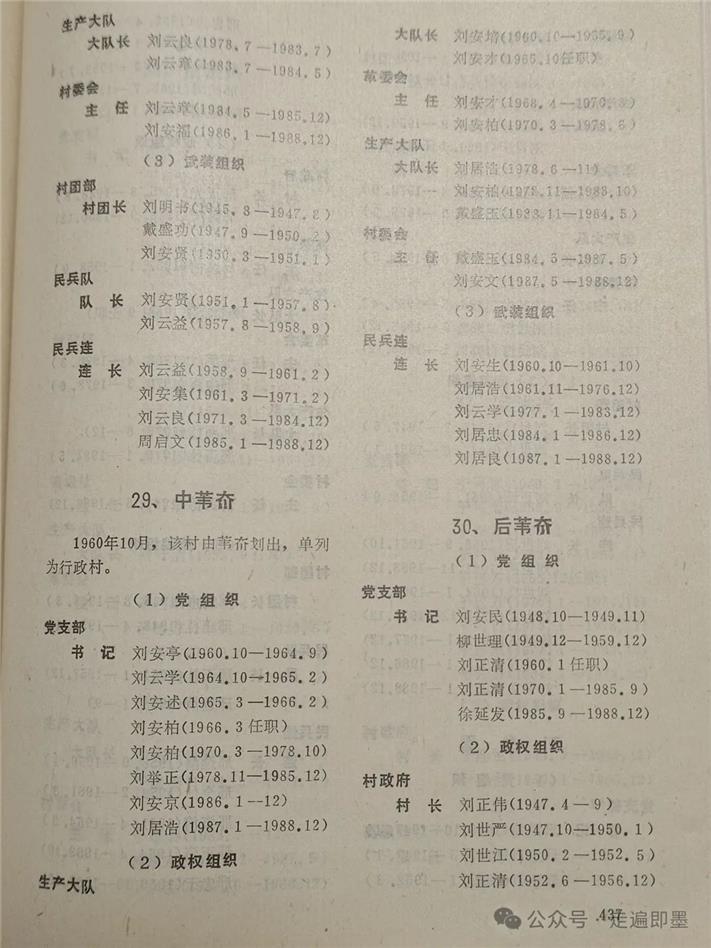 生产大队
大队长 刘云良(1978.7—1983.7)
刘云章(1983.7—1984.5)
村委会
主 任 刘云章(1984.5—1985.12)
刘安福(1986.1—1988.12)
(3) 武装组织
村团部
村团长 刘明书(1945.8—1947.8)
戴盛功(1947.9—1950.2)
刘安贤(1950.3—1951.1)
民兵队
队 长 刘安贤(1951.1—1957.8)
刘云益(1957.8—1958.9)
民兵连
连 长 刘云益(1958.9—1961.2)
刘安集(1961.3—1971.2)
刘云良(1971.3—1984.12)
周启文(1985.1—1988.12)
29、中苇夼
1960年10月,该村由苇夼划出,单列
为行政村。
(1) 党 组 织
党支部
书 记 刘安亭(1960.10—1964.9)
刘云学(1964.10—1965.2)
刘安述(1965.3—1966.2)
刘安柏(1966.3任职)
刘安柏(1970.3—1978.10)
刘举正(1978.11—1985.12)
刘安京(1986.1—12)
刘居浩(1987.1—1988.12)
(2) 政权组织
生产大队
大队长 刘安培(1960.10—1965.9)
刘安才(1965.10任职)
革委会
主 任 刘安才(1968.4—1970.)
刘安柏(1970.3—1978.6)
生产大队
大队长 刘居浩(1978.6—11)
刘安柏(1978.11—1983.10)
戴盛玉(1983.11—1984.5)
村委会
主 任 戴盛玉(1984.5—1987.5)
刘安文(1987.5—1988.12)
(3) 武装组织
民兵连
连 长 刘安生(1960.10—1961.10)
刘居浩(1961.11—1976.12)
刘云学(1977.1—1983.12)
刘居忠(1984.1—1986.12)
刘居良(1987.1—1988.12)
30、后苇夼
(1) 党 组 织
党支部
书 记 刘安民(1948.10—1949.11)
柳世理(1949.12—1959.12)
刘正清(1960.1任职)
刘正清(1970.1—1985.9)
徐延发(1985.9—1988.12)
(2) 政权组织
村政府
村 长 刘正伟(1947.4—9)
刘世严(1947.10—1950.1)
刘世江(1950.2—1952.5)
刘正清(1952.6—1956.12)
437
公众号·走遍即墨